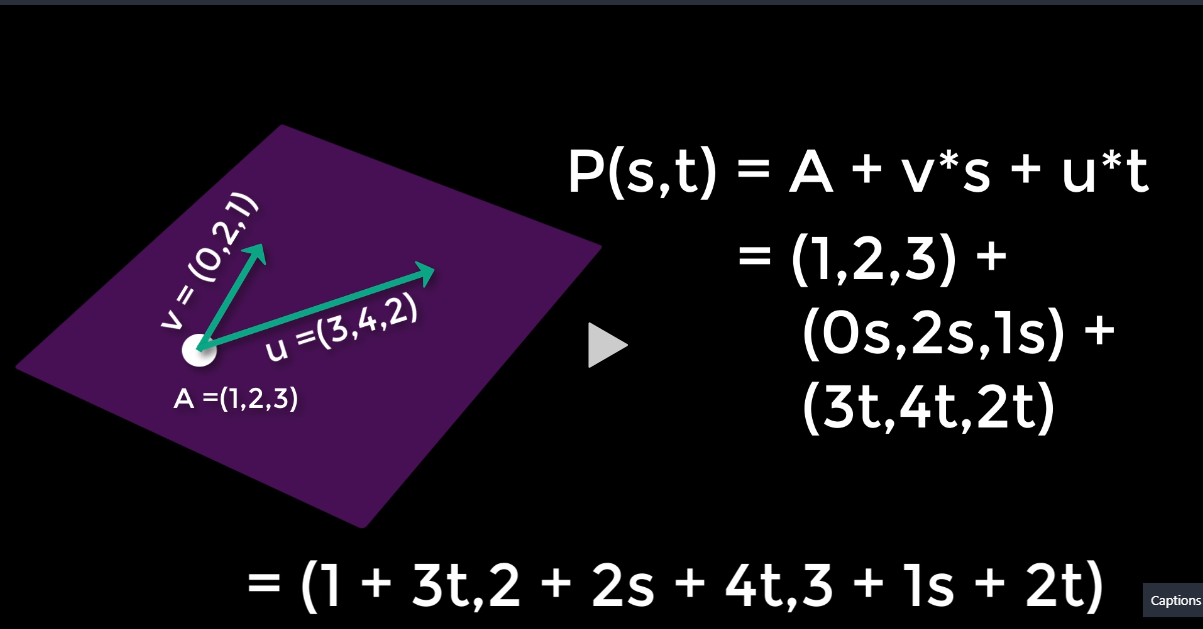 P(s,t) = A + v*s + u*t
= (1,2,3) +
(0s,2s,1s) +
(3t,4t,2t)
v = (0,2,1)
u =(3,4,2)
A =(1,2,3)
= (1 + 3t,2 + 2s + 4t,3 + 1s + 2t)
Captions